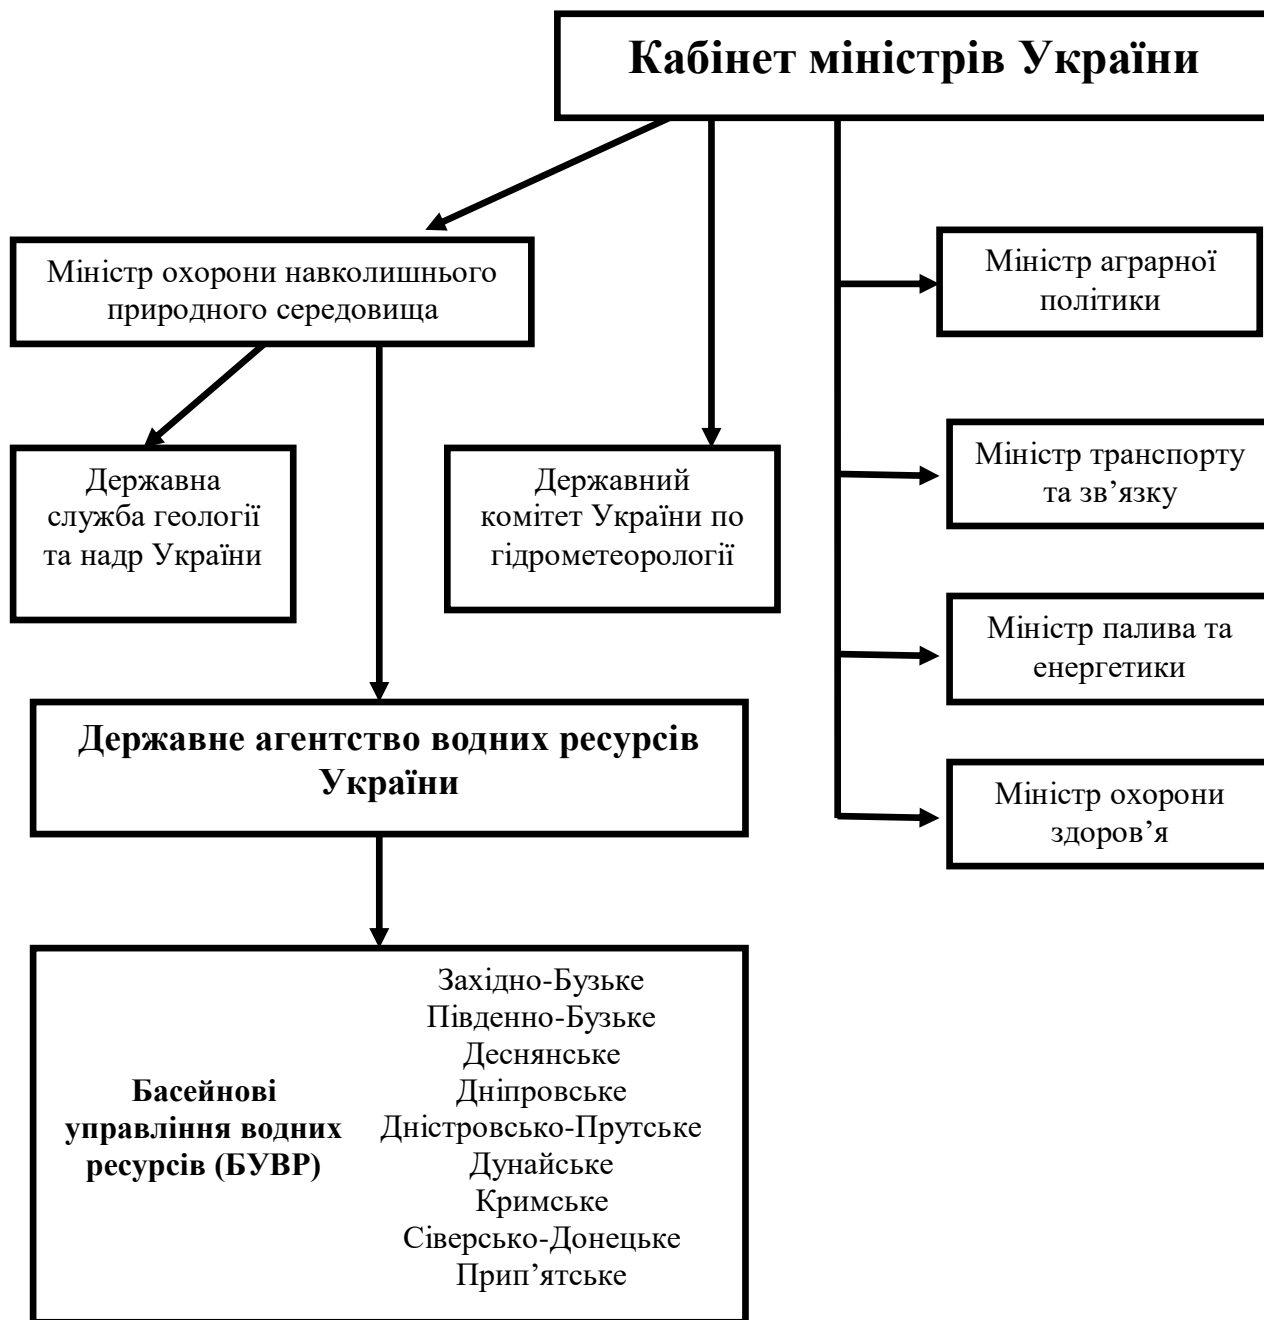 Кабінет міністрів України
Міністр охорони навколишнього
природного середовища
Міністр аграрної
політики
Міністр транспорту
та зв’язку
Державна
служба геології
та надр України
Державний
комітет України по
гідрометеорології
Міністр палива та
енергетики
Державне агентство водних ресурсів
України
Міністр охорони
здоров’я
Басейнові
управління водних
ресурсів (БУВР)
Західно-Бузьке
Південно-Бузьке
Деснянське
Дніпровське
Дністровсько-Прутське
Дунайське
Кримське
Сіверсько-Донецьке
Прип’ятське